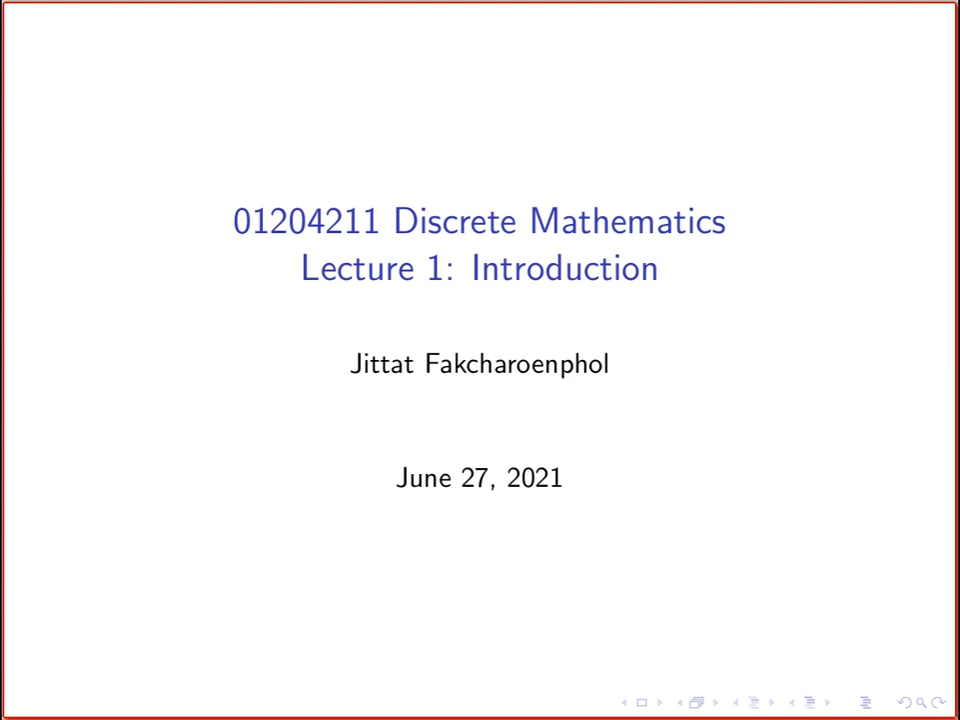 01204211 Discrete Mathematics
Lecture 1: Introduction
Jittat Fakcharoenphol
June 27, 2021